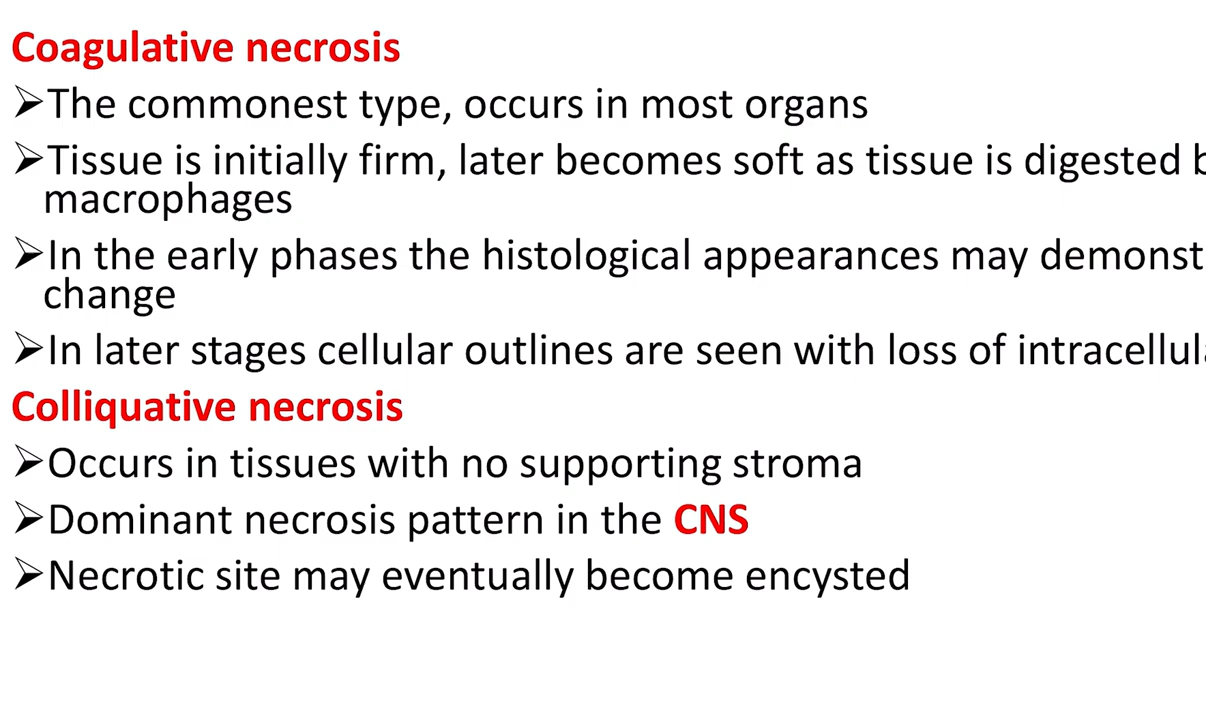 Coagulative necrosis
➢The commonest type, occurs in most organs
➢Tissue is initially firm, later becomes soft as tissue is digested
macrophages
➢In the early phases the histological appearances may
change
➢In later stages cellular outlines are seen with loss of
Colliquative necrosis
➢Occurs in tissues with no supporting stroma
➢Dominant necrosis pattern in the CNS
➢Necrotic site may eventually become encysted